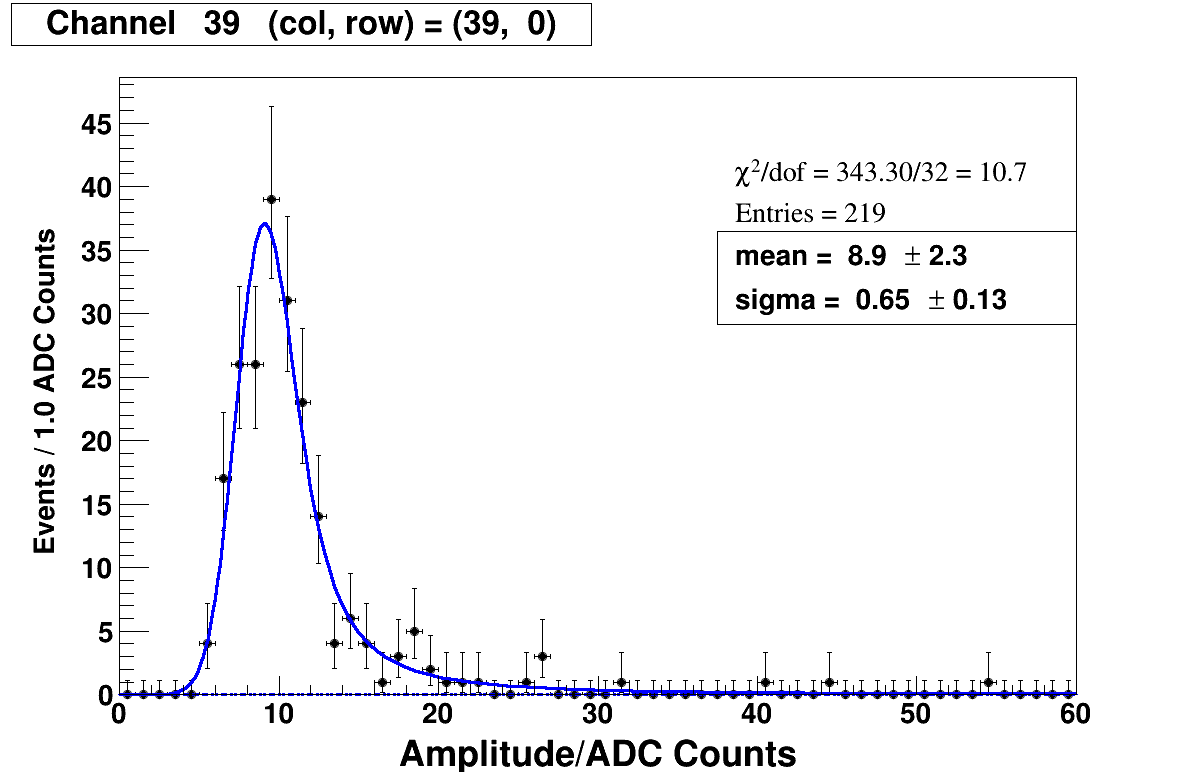 Channel 39 (col, row) = (39, 0)
χ²/dof = 343.30/32 = 10.7
Entries = 219
mean = 8.9 ± 2.3
sigma = 0.65 ± 0.13
Events / 1.0 ADC Counts
45
40
35
30
25
20
15
10
5
0
0 10 20 30 40 50 60
Amplitude/ADC Counts